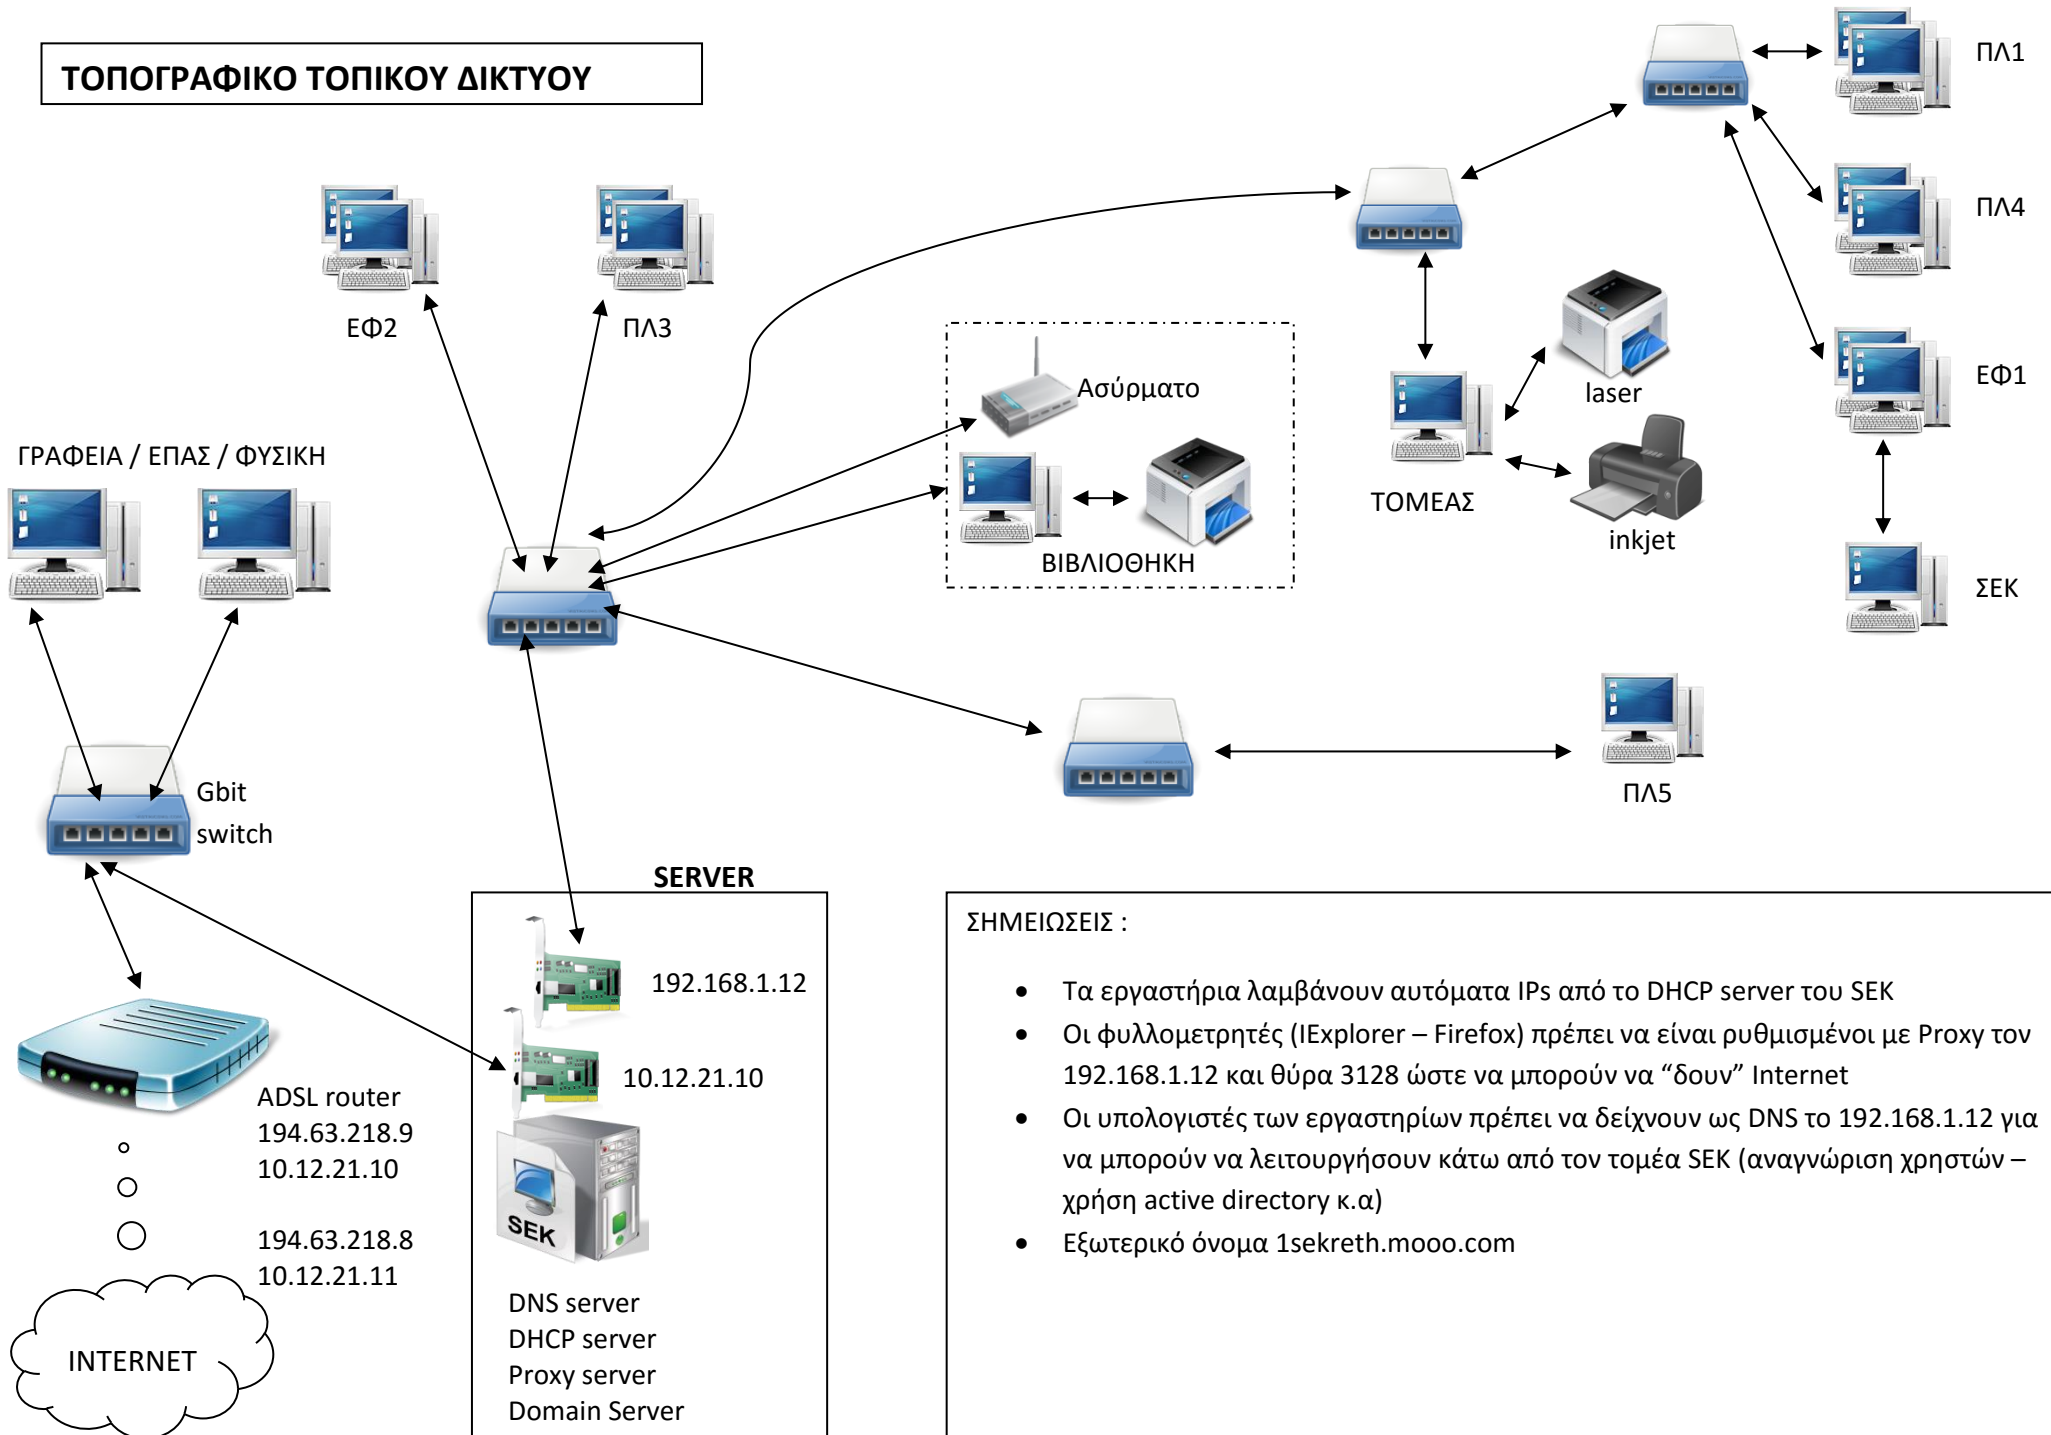 ΤΟΠΟΓΡΑΦΙΚΟ ΤΟΠΙΚΟΥ ΔΙΚΤΥΟΥ
ΠΛ1
ΠΛ4
ΕΦ2
ΠΛ3
Ασύρματο
ΒΙΒΛΙΟΘΗΚΗ
laser
ΕΦ1
ΤΟΜΕΑΣ
inkjet
ΣΕΚ
ΓΡΑΦΕΙΑ / ΕΠΑΣ / ΦΥΣΙΚΗ
Gbit
switch
ΠΛ5
SERVER
192.168.1.12
10.12.21.10
SEK
DNS server
DHCP server
Proxy server
Domain Server
ADSL router
194.63.218.9
10.12.21.10
194.63.218.8
10.12.21.11
INTERNET
ΣΗΜΕΙΩΣΕΙΣ :
• Τα εργαστήρια λαμβάνουν αυτόματα IPs από το DHCP server του SEK
• Οι φυλλομετρητές (IExplorer – Firefox) πρέπει να είναι ρυθμισμένοι με Proxy τον
192.168.1.12 και θύρα 3128 ώστε να μπορούν να “δουν” Internet
• Οι υπολογιστές των εργαστηρίων πρέπει να δείχνουν ως DNS το 192.168.1.12 για
να μπορούν να λειτουργήσουν κάτω από τον τομέα SEK (αναγνώριση χρηστών –
χρήση active directory κ.α)
• Εξωτερικό όνομα 1sekreth.mooo.com